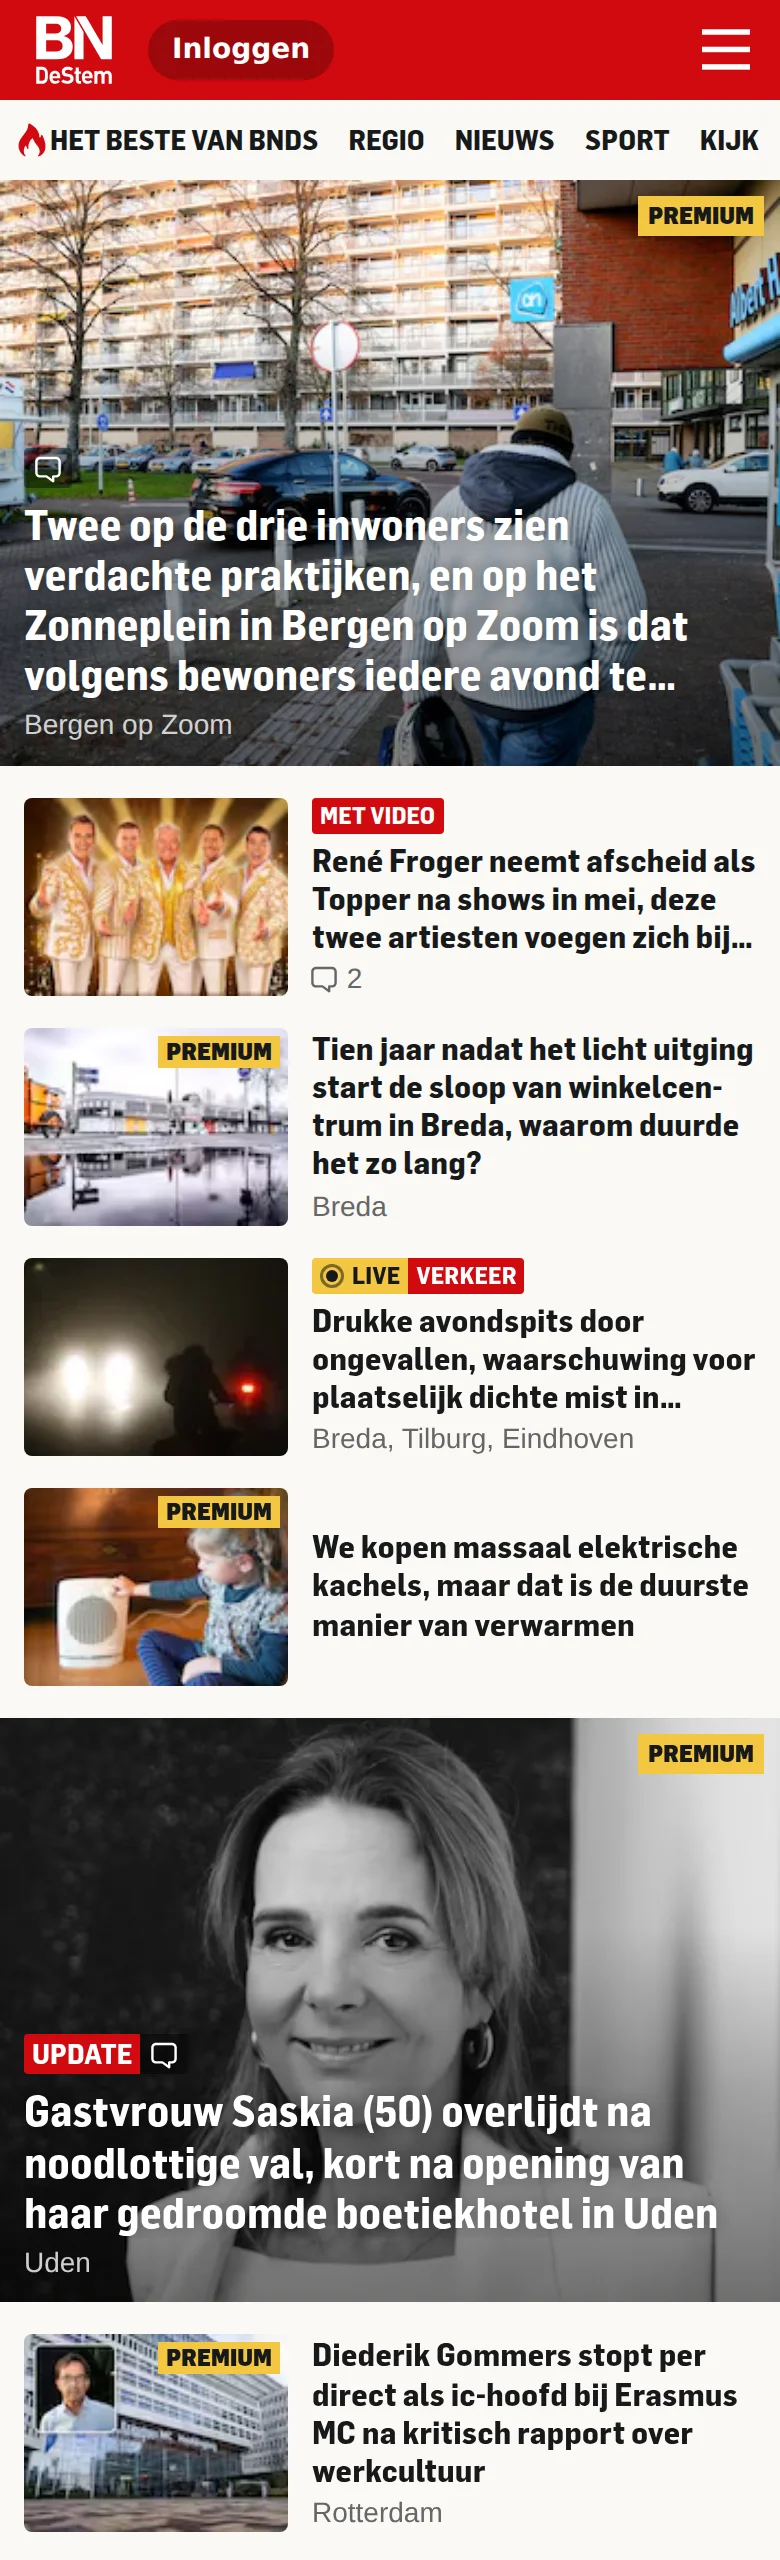 BN
DeStem
Inloggen
HET BESTE VAN BNDS
REGIO
NIEUWS
SPORT
KIJK
PREMIUM
Albert H
Twee op de drie inwoners zien
verdachte praktijken, en op het
Zonneplein in Bergen op Zoom is dat
volgens bewoners iedere avond te...
Bergen op Zoom
MET VIDEO
René Froger neemt afscheid als
Topper na shows in mei, deze
twee artiesten voegen zich bij...
2
PREMIUM
Tien jaar nadat het licht uitging
start de sloop van winkelcen-
trum in Breda, waarom duurde
het zo lang?
Breda
LIVE VERKEER
Drukke avondspits door
ongevallen, waarschuwing voor
plaatselijk dichte mist in...
Breda, Tilburg, Eindhoven
PREMIUM
We kopen massaal elektrische
kachels, maar dat is de duurste
manier van verwarmen
PREMIUM
UPDATE
Gastvrouw Saskia (50) overlijdt na
noodlottige val, kort na opening van
haar gedroomde boetiekhotel in Uden
Uden
PREMIUM
Diederik Gommers stopt per
direct als ic-hoofd bij Erasmus
MC na kritisch rapport over
werkcultuur
Rotterdam